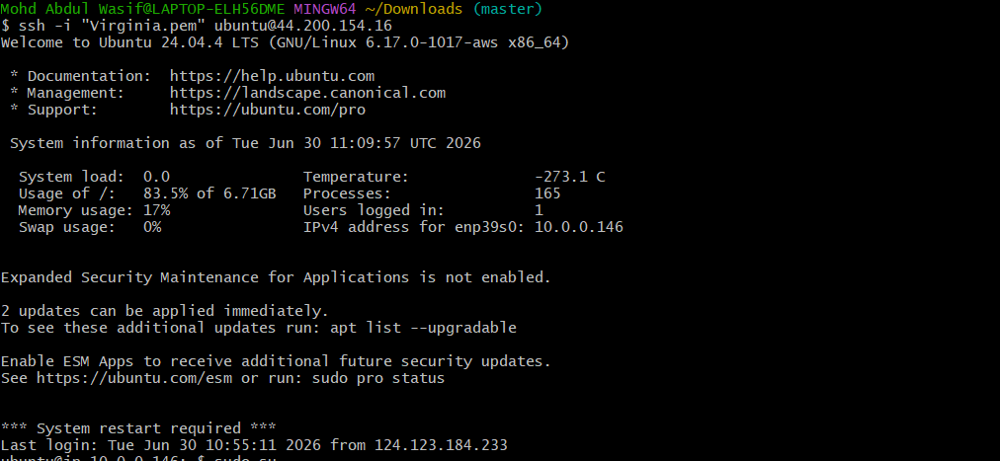 Mohd Abdul Wasif@LAPTOP-ELH56DME MINGW64 ~/Downloads (master)
$ ssh -i "Virginia.pem" ubuntu@44.200.154.16
Welcome to Ubuntu 24.04.4 LTS (GNU/Linux 6.17.0-1017-aws x86_64)
* Documentation: https://help.ubuntu.com
* Management: https://landscape.canonical.com
* Support: https://ubuntu.com/pro
System information as of Tue Jun 30 11:09:57 UTC 2026
System load: 0.0 Temperature: -273.1 C
Usage of /: 83.5% of 6.71GB Processes: 165
Memory usage: 17% Users logged in: 1
Swap usage: 0% IPv4 address for enp39s0: 10.0.0.146
Expanded Security Maintenance for Applications is not enabled.
2 updates can be applied immediately.
To see these additional updates run: apt list --upgradable
Enable ESM Apps to receive additional future security updates.
See https://ubuntu.com/esm or run: sudo pro status
*** System restart required ***
Last login: Tue Jun 30 10:55:11 2026 from 124.123.184.233
ubuntu@ip-10-0-0-146:~$ sudo su